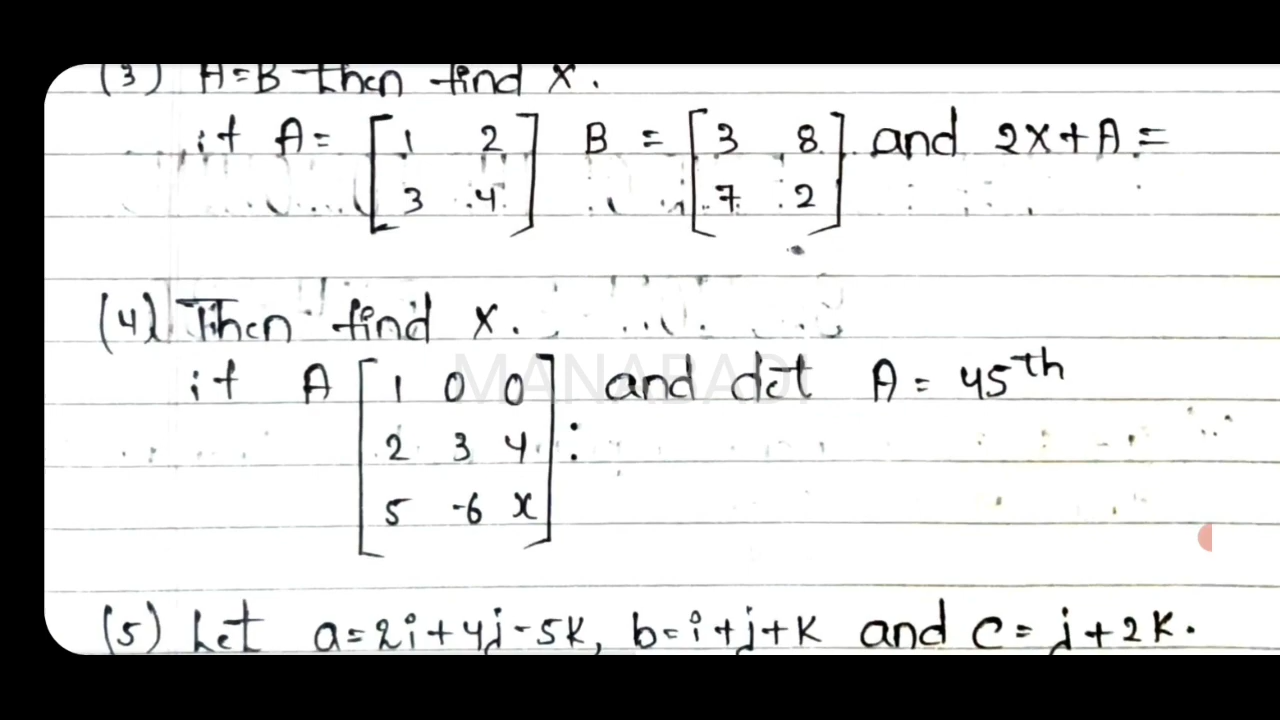 (3) A=B then find x.
if A= [1 2 B = [3 8] and 2x+A =
3 4] 7 2]
(4) Then find x.
if A [1 0 0] and det A = 45th
2 3 4 :
5 -6 x
MANABADI
(5) Let a=2i+4j-5k, b=i+j+k and c= j+2k.